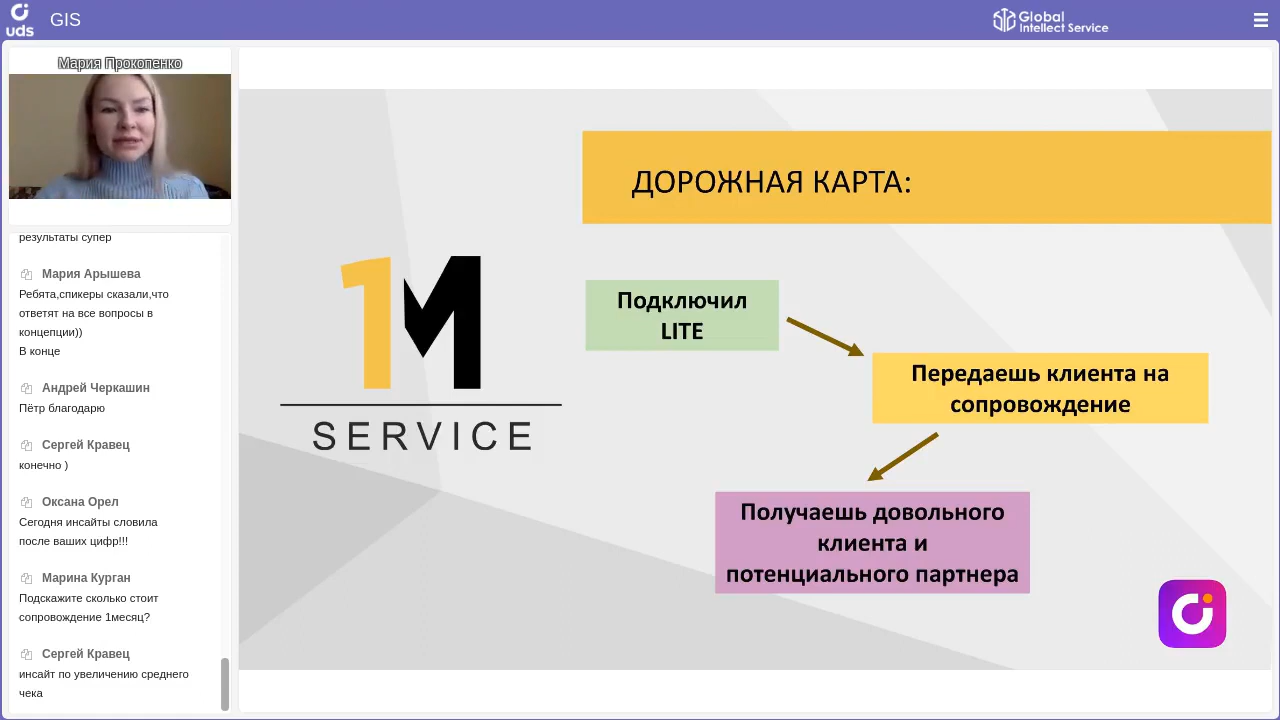 uds
GIS
Global
Intellect Service
Мария Прокопенко
результаты супер
Мария Арышева
Ребята,спикеры сказали,что
ответят на все вопросы в
концепции))
В конце
Андрей Черкашин
Пётр благодарю
Сергей Кравец
конечно )
Оксана Орел
Сегодня инсайты словила
после ваших цифр!!!
Марина Курган
Подскажите сколько стоит
сопровождение 1месяц?
Сергей Кравец
инсайт по увеличению среднего
чека
1M
SERVICE
ДОРОЖНАЯ КАРТА:
Подключил
LITE
Передаешь клиента на
сопровождение
Получаешь довольного
клиента и
потенциального партнера